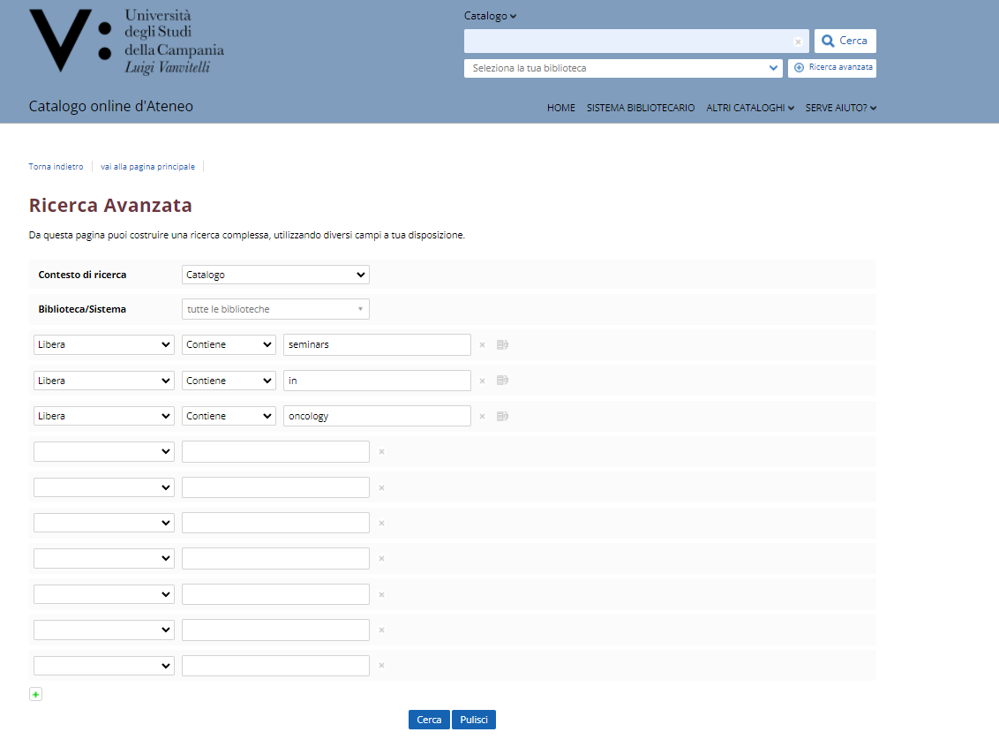 Università
degli Studi
della Campania
Luigi Vanvitelli
Catalogo
Cerca
Seleziona la tua biblioteca
Ricerca avanzata
Catalogo online d'Ateneo
HOME SISTEMA BIBLIOTECARIO ALTRI CATALOGHI SERVE AIUTO?
Torna indietro vai alla pagina principale
Ricerca Avanzata
Da questa pagina puoi costruire una ricerca complessa, utilizzando diversi campi a tua disposizione.
Contesto di ricerca Catalogo
Biblioteca/Sistema tutte le biblioteche
Libera Contiene seminars
Libera Contiene in
Libera Contiene oncology
Cerca Pulisci